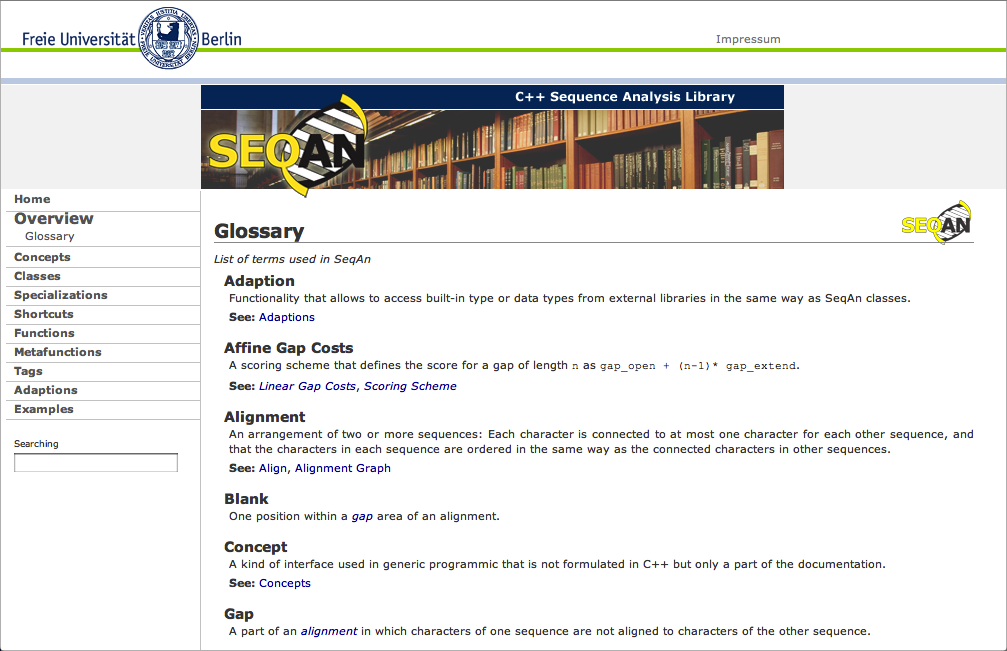 Freie Universität Berlin
Impressum
C++ Sequence Analysis Library
SEQAN
Home
Overview
Glossary
Concepts
Classes
Specializations
Shortcuts
Functions
Metafunctions
Tags
Adaptions
Examples
Searching
Glossary
SEQAN
List of terms used in SeqAn
Adaption
Functionality that allows to access built-in type or data types from external libraries in the same way as SeqAn classes.
See: Adaptions
Affine Gap Costs
A scoring scheme that defines the score for a gap of length n as gap_open + (n-1)* gap_extend.
See: Linear Gap Costs, Scoring Scheme
Alignment
An arrangement of two or more sequences: Each character is connected to at most one character for each other sequence, and
that the characters in each sequence are ordered in the same way as the connected characters in other sequences.
See: Align, Alignment Graph
Blank
One position within a gap area of an alignment.
Concept
A kind of interface used in generic programmic that is not formulated in C++ but only a part of the documentation.
See: Concepts
Gap
A part of an alignment in which characters of one sequence are not aligned to characters of the other sequence.